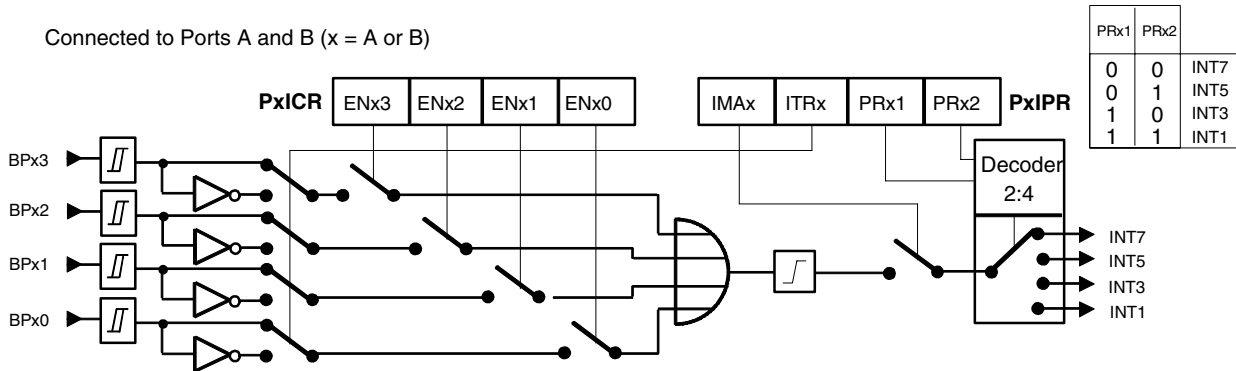 Connected to Ports A and B (x = A or B)
PRx1 PRx2
0 0 INT7
0 1 INT5
1 0 INT3
1 1 INT1
PxICR ENx3 ENx2 ENx1 ENx0
IMAx ITRx PRx1 PRx2 PxIPR
Decoder
2:4
BPx3
BPx2
BPx1
BPx0
INT7
INT5
INT3
INT1